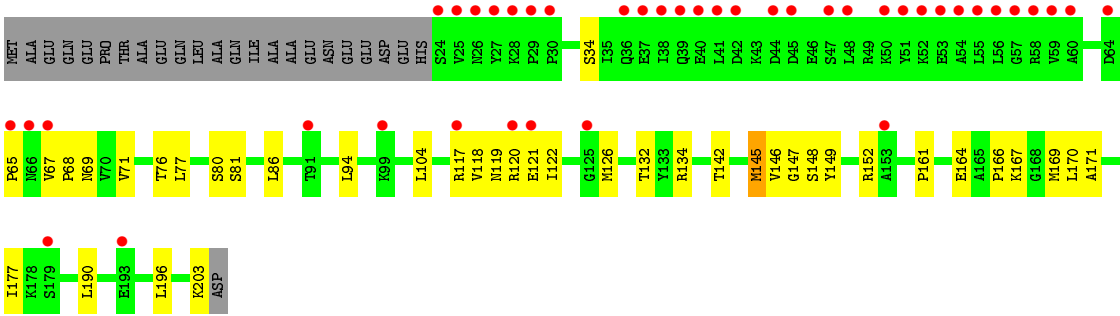 MET ALA GLU GLN GLU PRO THR ALA GLU GLN LEU ALA GLN ILE ALA ALA GLU ASN GLU GLU ASP GLU HIS S24 V25 N26 Y27 K28 P29 P30 S34 I35 Q36 E37 I38 Q39 E40 L41 D42 K43 D44 D45 E46 S47 L48 R49 K50 Y51 K52 E53 A54 L55 L56 G57 R58 V59 A60 D64
P65 N66 V67 P68 N69 V70 V71 T76 L77 S80 S81 L86 T91 L94 K99 L104 R117 V118 N119 R120 E121 I122 G125 M126 T132 Y133 R134 T142 M145 V146 G147 S148 Y149 R152 A153 P161 E164 A165 P166 K167 G168 M169 L170 A171
I177 K178 S179 L190 E193 L196 K203 ASP